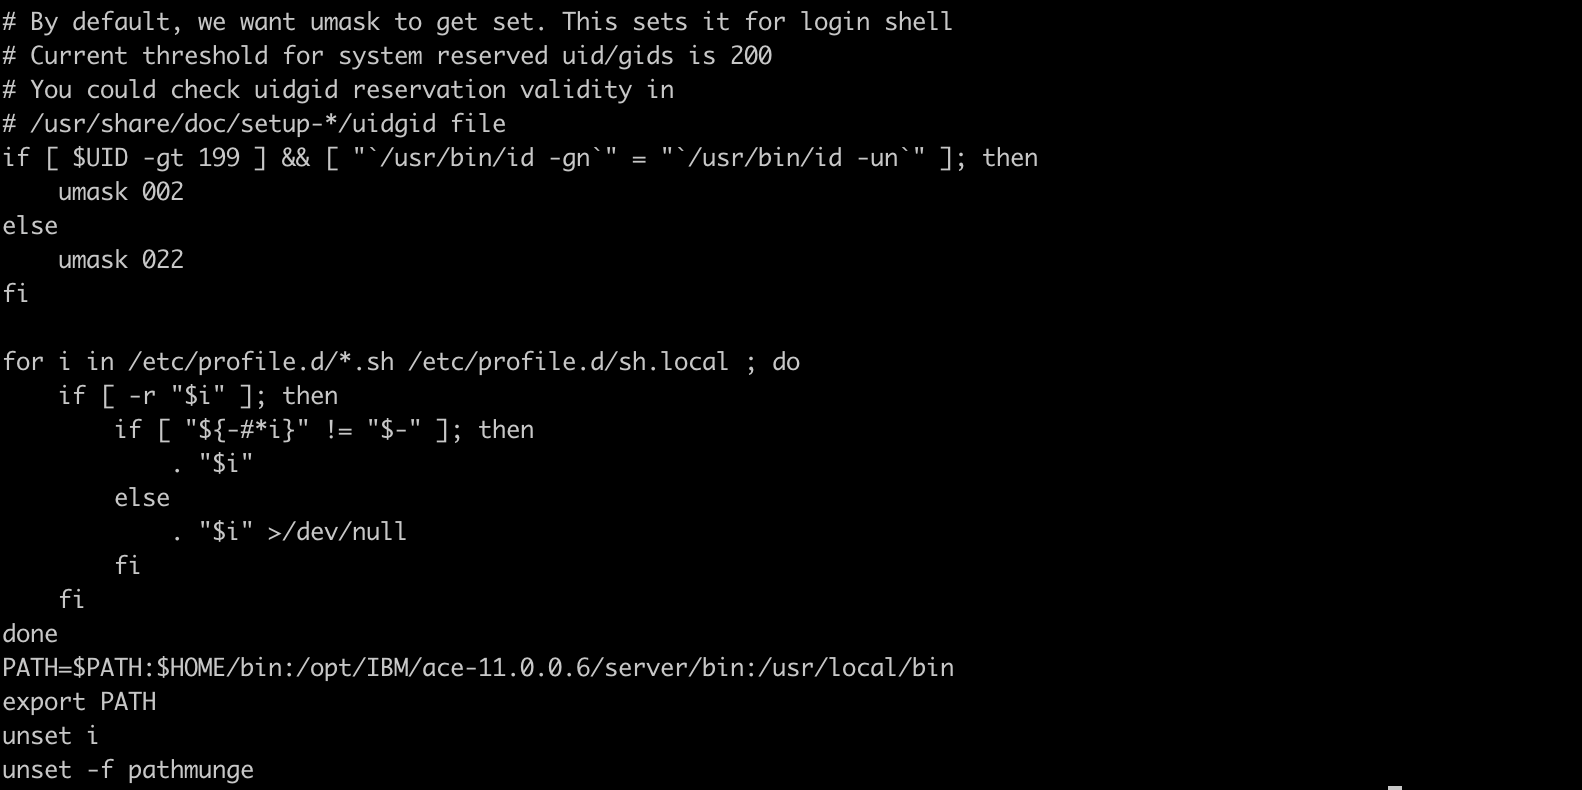 # By default, we want umask to get set. This sets it for login shell
# Current threshold for system reserved uid/gids is 200
# You could check uidgid reservation validity in
# /usr/share/doc/setup-*/uidgid file
if [ $UID -gt 199 ] && [ "`/usr/bin/id -gn`" = "`/usr/bin/id -un`" ]; then
    umask 002
else
    umask 022
fi

for i in /etc/profile.d/*.sh /etc/profile.d/sh.local ; do
    if [ -r "$i" ]; then
        if [ "${-#*i}" != "$-" ]; then
            . "$i"
        else
            . "$i" >/dev/null
        fi
    fi
done
PATH=$PATH:$HOME/bin:/opt/IBM/ace-11.0.0.6/server/bin:/usr/local/bin
export PATH
unset i
unset -f pathmunge